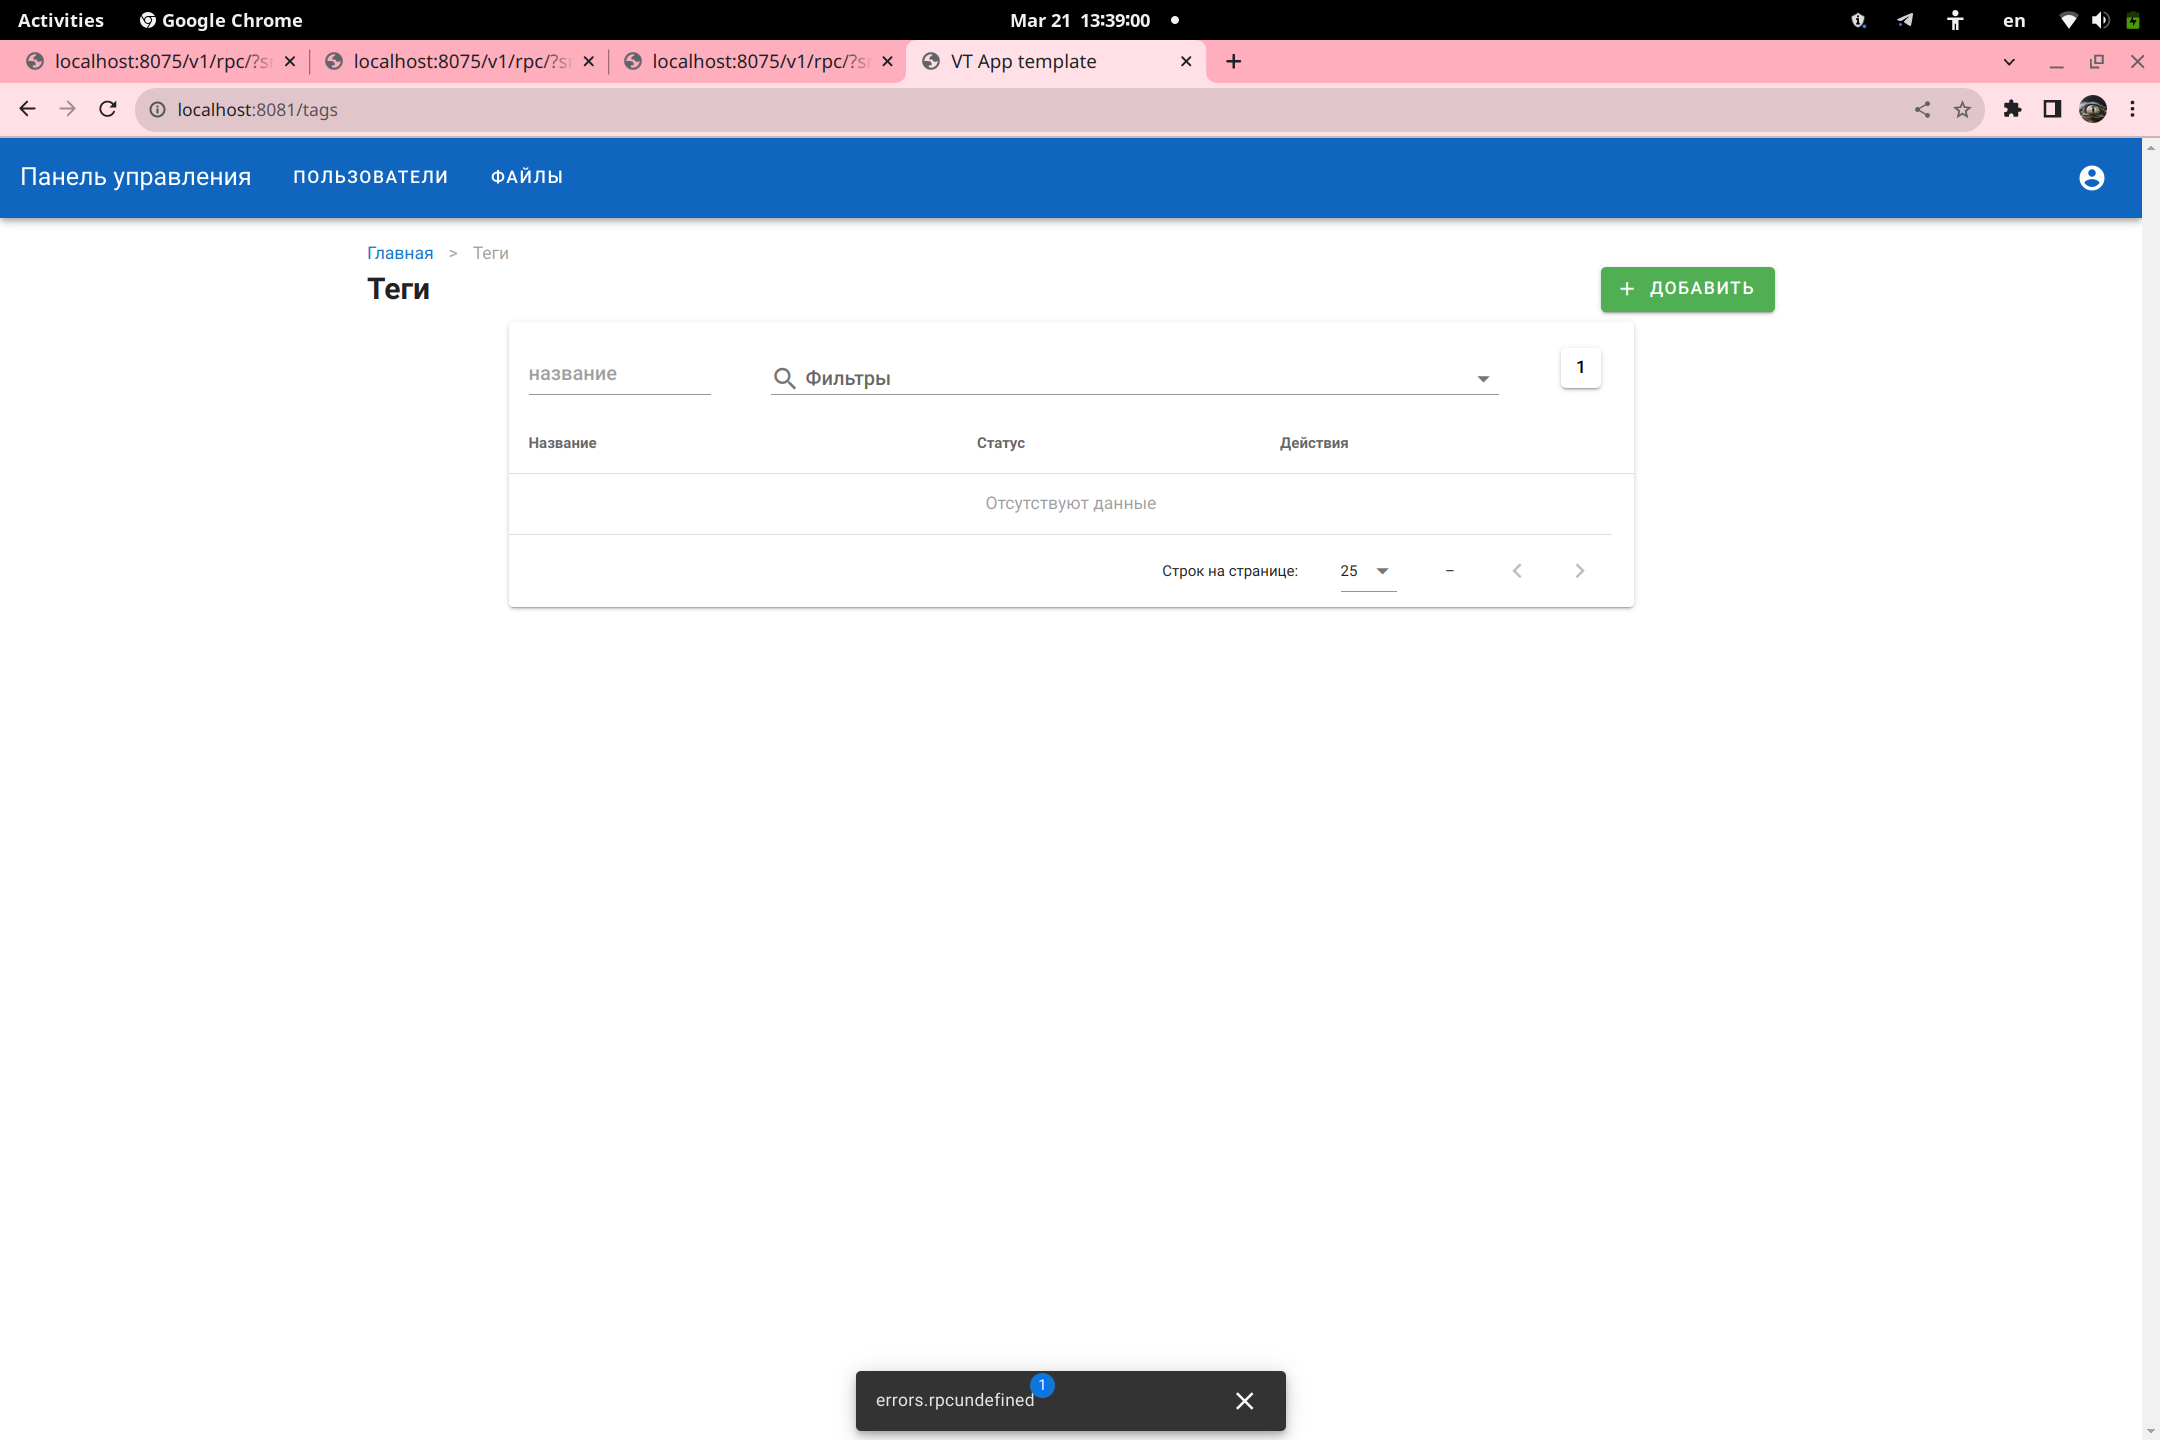 Activities Google Chrome Mar 21 13:39:00 en
localhost:8075/v1/rpc/?s localhost:8075/v1/rpc/?s localhost:8075/v1/rpc/?s VT App template
localhost:8081/tags
Панель управления ПОЛЬЗОВАТЕЛИ ФАЙЛЫ
Главная > Теги
Теги
+ ДОБАВИТЬ
название Фильтры 1
Название Статус Действия
Отсутствуют данные
Строк на странице: 25 –
errors.rpcundefined 1